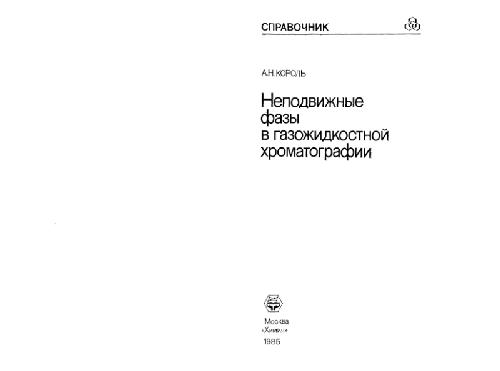 СПРАВОЧНИК
А.Н.КОРОЛЬ
Неподвижные
фазы
в газожидкостной
хроматографии
Москва
«Химия»
1985